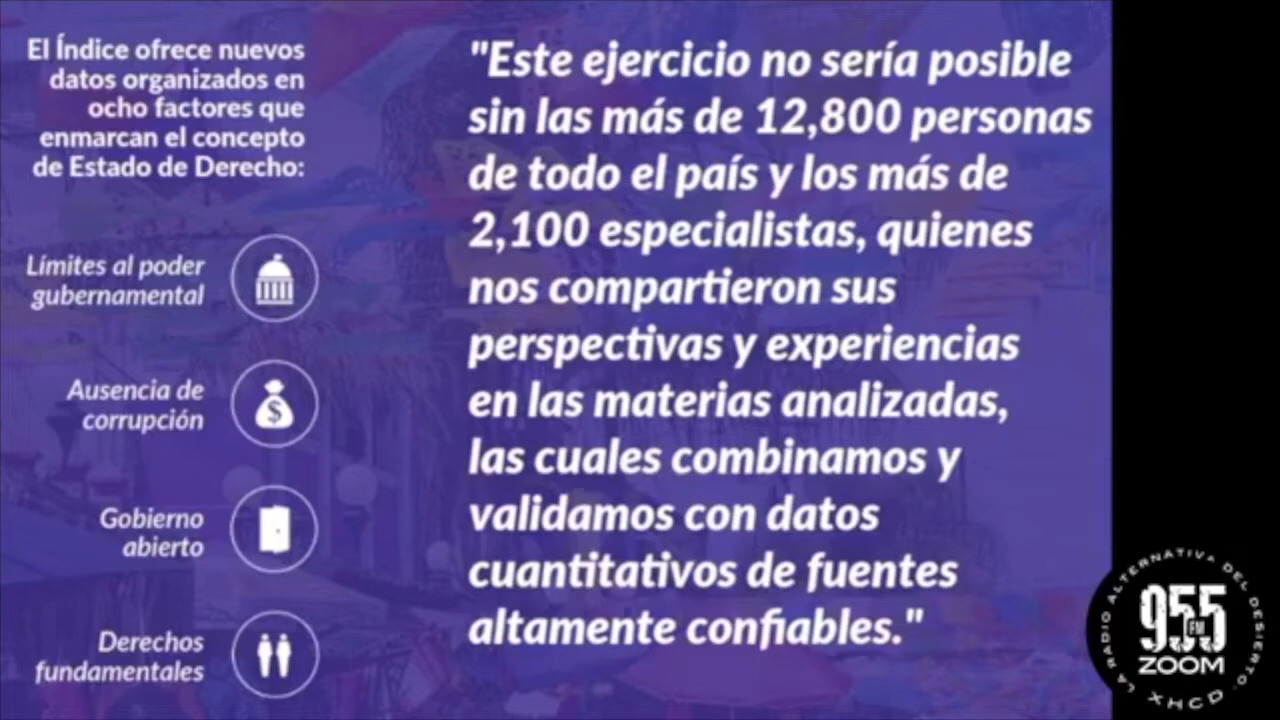 El Índice ofrece nuevos
datos organizados en
ocho factores que
enmarcan el concepto
de Estado de Derecho:
Límites al poder
gubernamental
Ausencia de
corrupción
Gobierno
abierto
Derechos
fundamentales
"Este ejercicio no sería posible
sin las más de 12,800 personas
de todo el país y los más de
2,100 especialistas, quienes
nos compartieron sus
perspectivas y experiencias
en las materias analizadas,
las cuales combinamos y
validamos con datos
cuantitativos de fuentes
altamente confiables."
LA RADIO ALTERNATIVA DEL DESIERTO
95.5
FM
ZOOM
XHCD